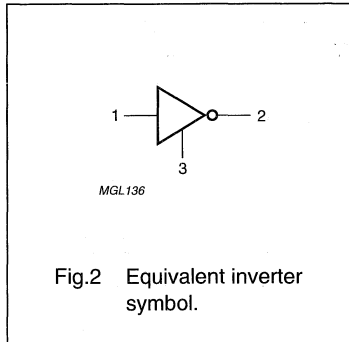 1 2
3
MGL136
Fig.2 Equivalent inverter
symbol.